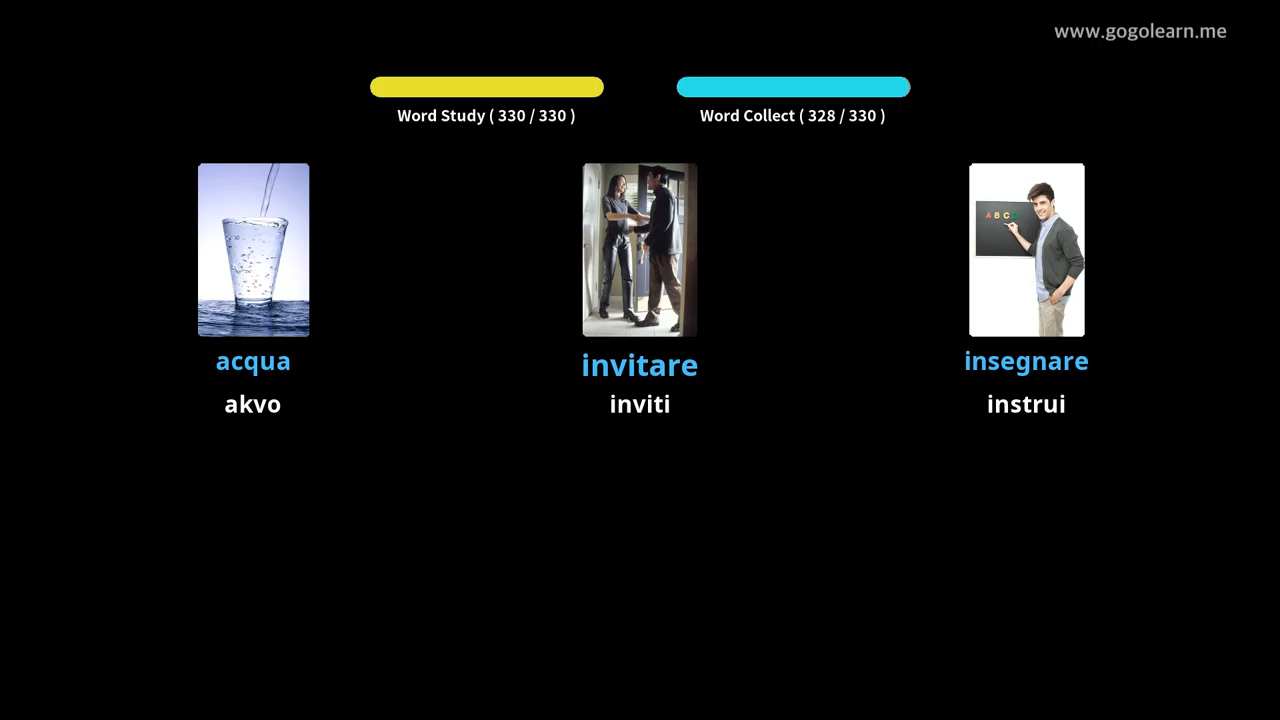 www.gogolearn.me
Word Study ( 330 / 330 )
Word Collect ( 328 / 330 )
A B C
acqua
invitare
insegnare
akvo
inviti
instrui